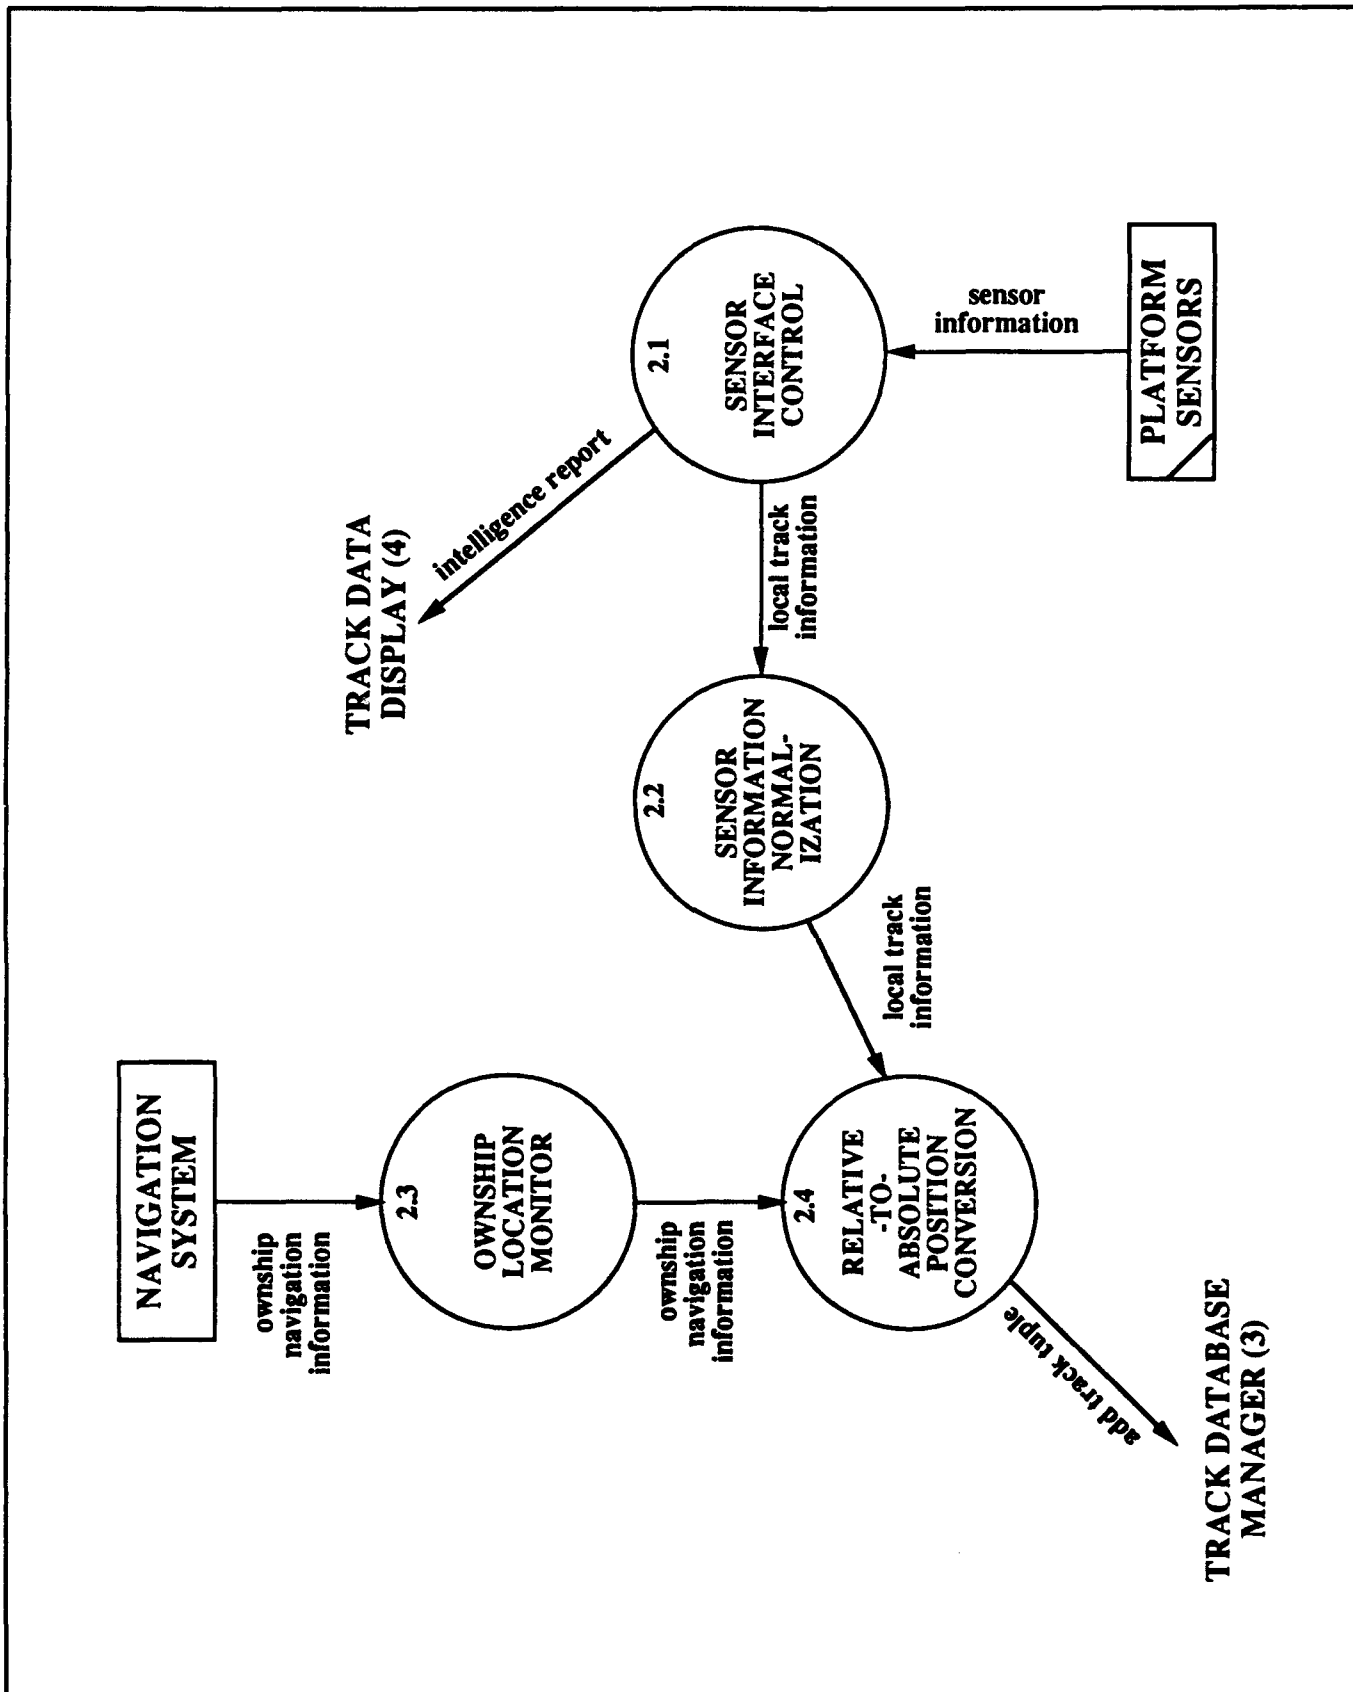 NAVIGATION
SYSTEM
ownship
navigation
information
2.3
OWNSHIP
LOCATION
MONITOR
ownship
navigation
information
2.4
RELATIVE
-TO-
ABSOLUTE
POSITION
CONVERSION
add track tuple
TRACK DATABASE
MANAGER (3)
local track
information
2.2
SENSOR
INFORMATION
NORMAL-
IZATION
local track
information
TRACK DATA
DISPLAY (4)
intelligence report
2.1
SENSOR
INTERFACE
CONTROL
sensor
information
PLATFORM
SENSORS